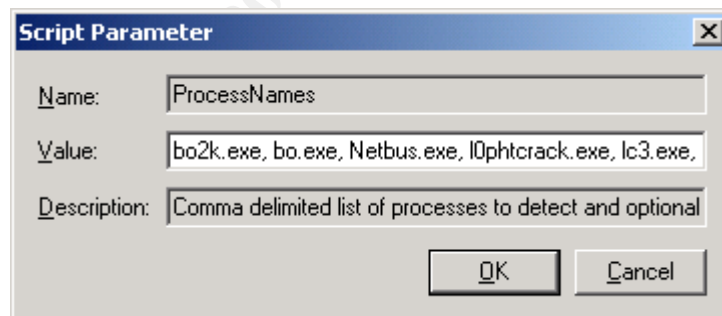 Script Parameter
Name: ProcessNames
Value: bo2k.exe, bo.exe, Netbus.exe, l0phtcrack.exe, lc3.exe,
Description: Comma delimited list of processes to detect and optional
OK Cancel